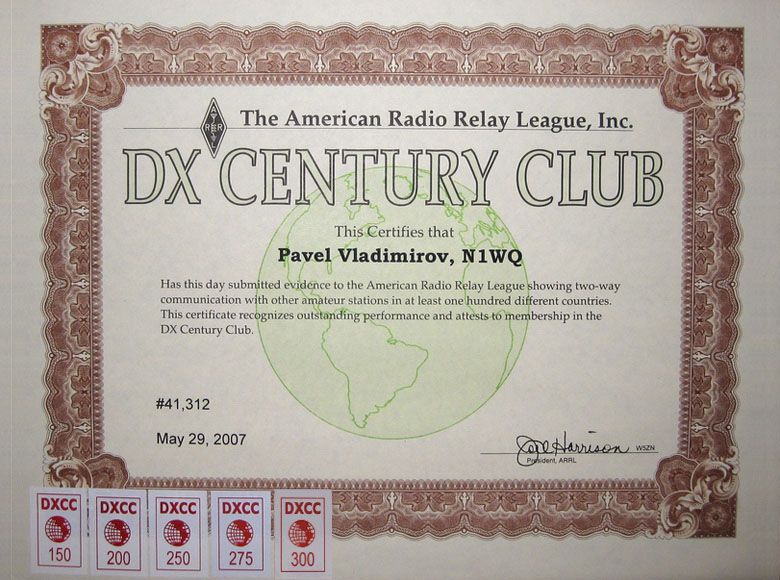 The American Radio Relay League, Inc.
A
RRL
DX CENTURY CLUB
This Certifies that
Pavel Vladimirov, N1WQ
Has this day submitted evidence to the American Radio Relay League showing two-way
communication with other amateur stations in at least one hundred different countries.
This certificate recognizes outstanding performance and attests to membership in the
DX Century Club.
#41,312
May 29, 2007
Joel Harrison W5ZN
President, ARRL
DXCC DXCC DXCC DXCC DXCC
150 200 250 275 300